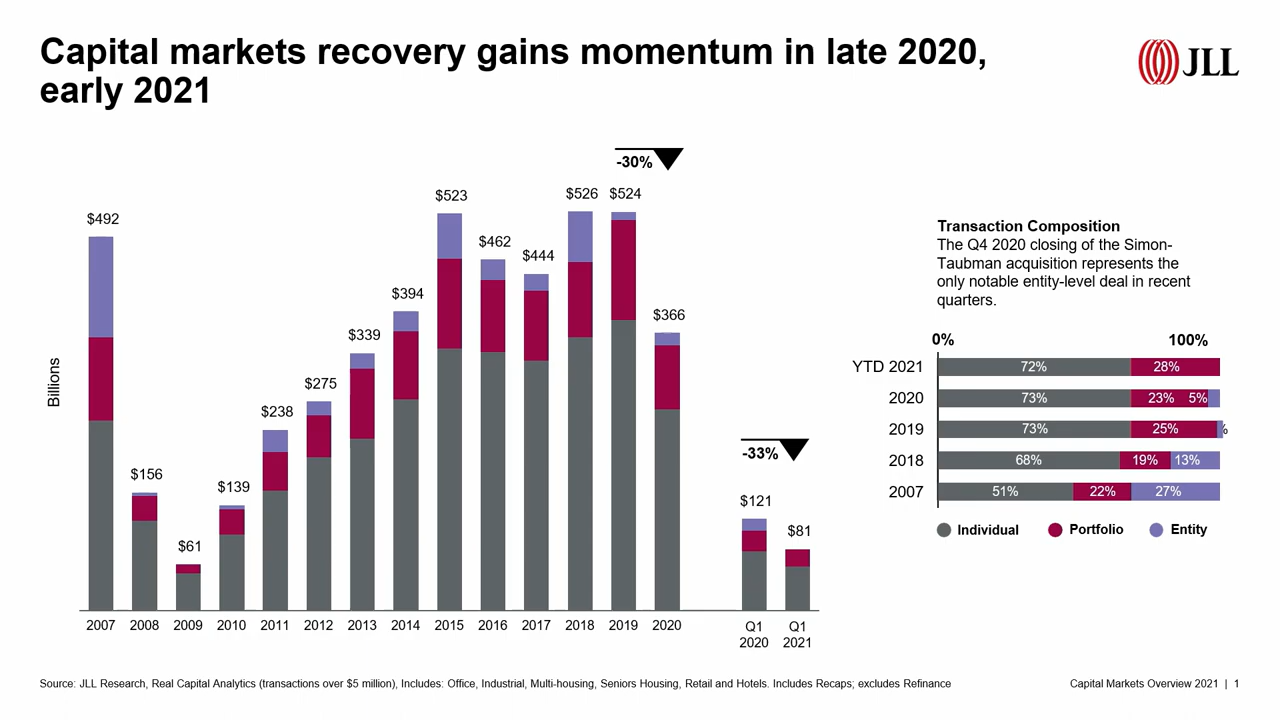 Capital markets recovery gains momentum in late 2020,
early 2021
JLL
-30%
$492
$156
$61
$139
$238
$275
$339
$394
$523
$462
$444
$526
$524
$366
-33%
$121
$81
Billions
2007 2008 2009 2010 2011 2012 2013 2014 2015 2016 2017 2018 2019 2020
Q1 Q1
2020 2021
Transaction Composition
The Q4 2020 closing of the Simon-
Taubman acquisition represents the
only notable entity-level deal in recent
quarters.
0% 100%
YTD 2021 72% 28%
2020 73% 23% 5%
2019 73% 25% %
2018 68% 19% 13%
2007 51% 22% 27%
Individual Portfolio Entity
Source: JLL Research, Real Capital Analytics (transactions over $5 million), Includes: Office, Industrial, Multi-housing, Seniors Housing, Retail and Hotels. Includes Recaps; excludes Refinance
Capital Markets Overview 2021 | 1